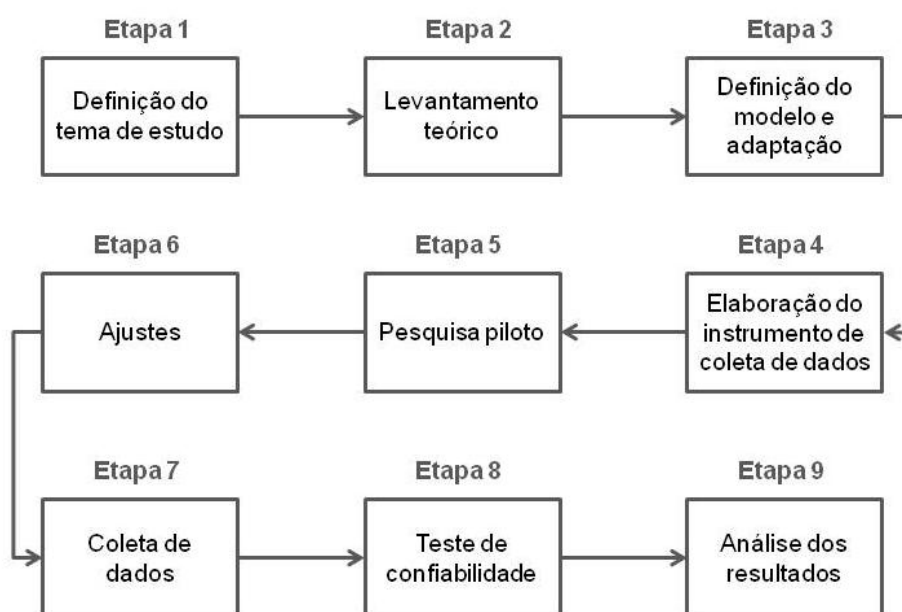 Etapa 1
Definição do
tema de estudo
Etapa 2
Levantamento
teórico
Etapa 3
Definição do
modelo e
adaptação
Etapa 4
Elaboração do
instrumento de
coleta de dados
Etapa 5
Pesquisa piloto
Etapa 6
Ajustes
Etapa 7
Coleta de
dados
Etapa 8
Teste de
confiabilidade
Etapa 9
Análise dos
resultados